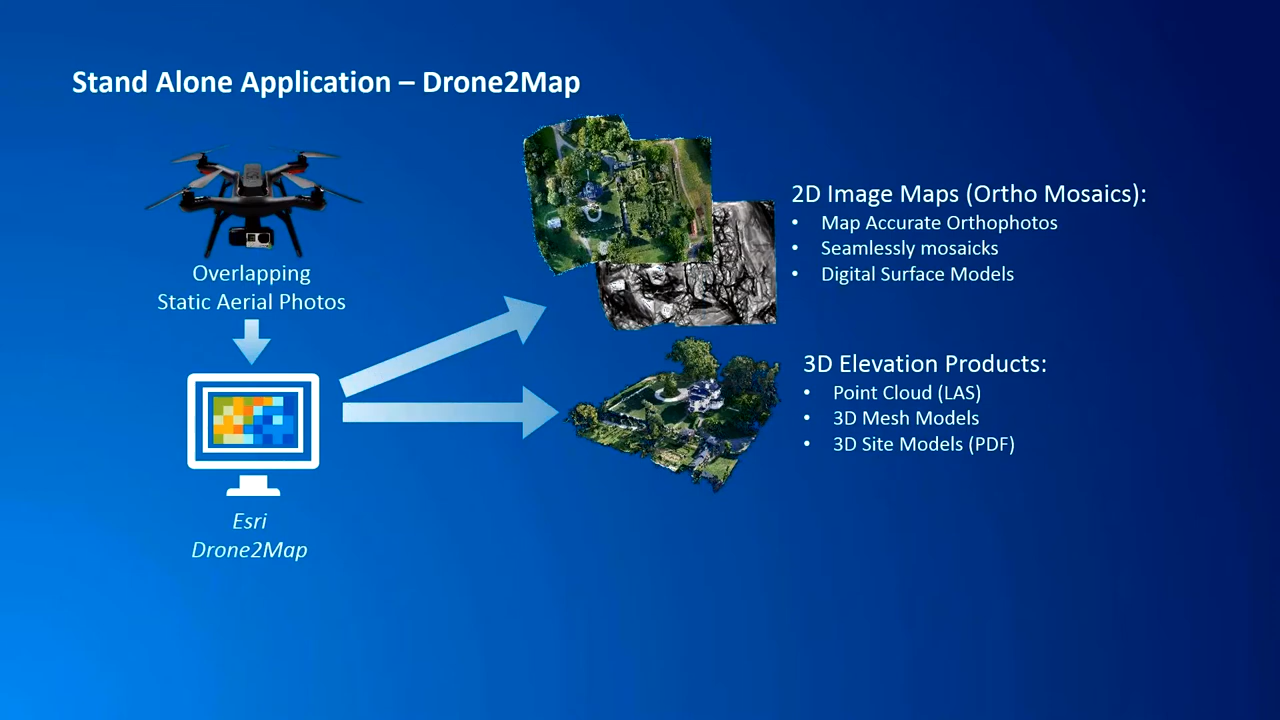 Stand Alone Application – Drone2Map
Overlapping
Static Aerial Photos
Esri
Drone2Map
2D Image Maps (Ortho Mosaics):
• Map Accurate Orthophotos
• Seamlessly mosaicks
• Digital Surface Models
3D Elevation Products:
• Point Cloud (LAS)
• 3D Mesh Models
• 3D Site Models (PDF)